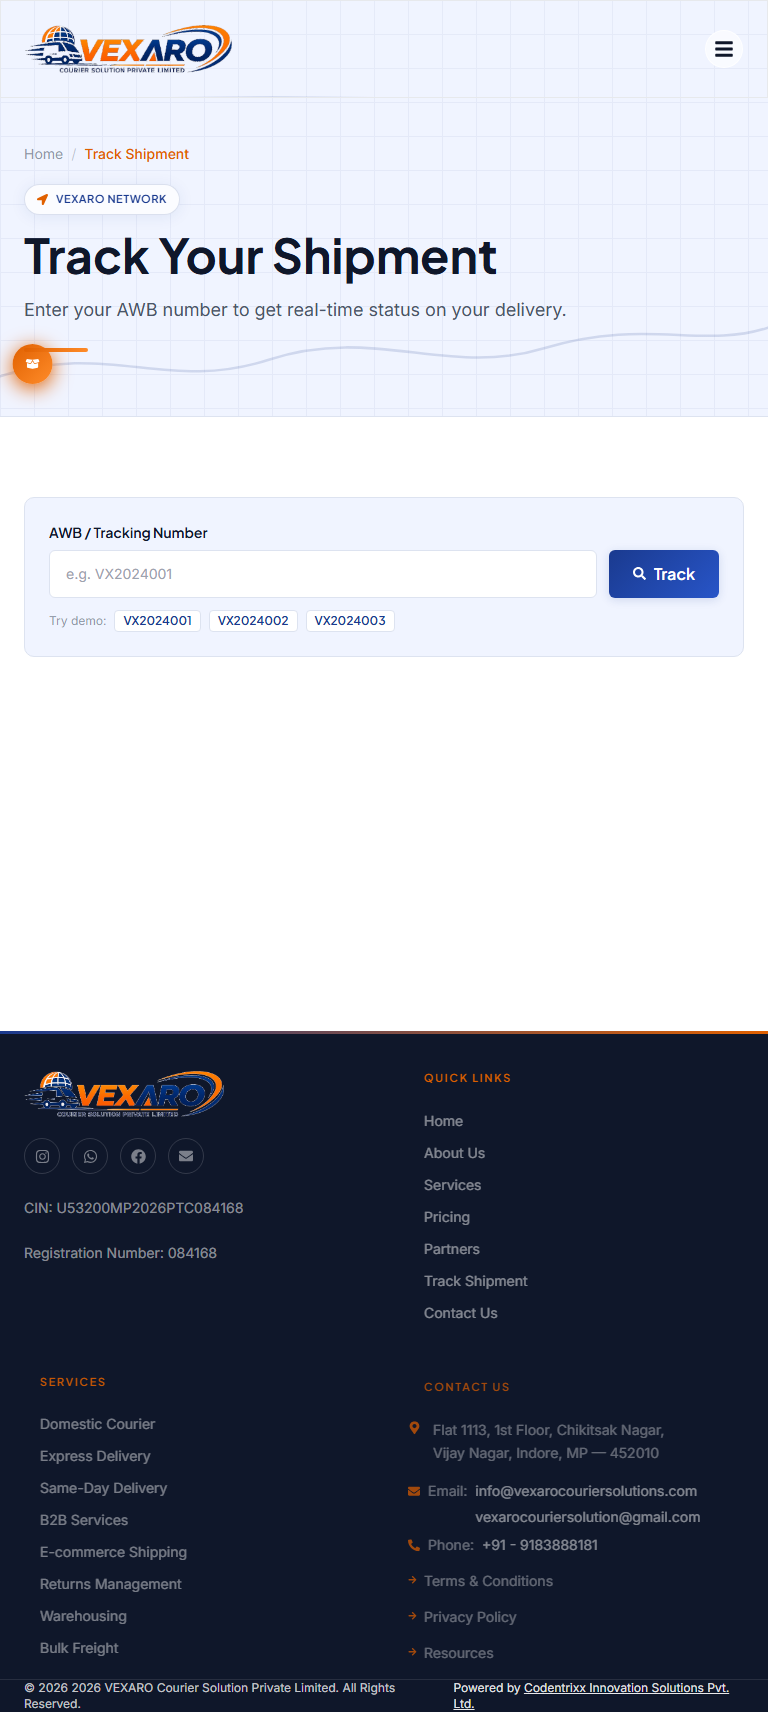 VEXARO
COURIER SOLUTION PRIVATE LIMITED
Home / Track Shipment
VEXARO NETWORK
Track Your Shipment
Enter your AWB number to get real-time status on your delivery.
AWB / Tracking Number
e.g. VX2024001
Track
Try demo: VX2024001 VX2024002 VX2024003
VEXARO
COURIER SOLUTION PRIVATE LIMITED
CIN: U53200MP2026PTC084168
Registration Number: 084168
QUICK LINKS
Home
About Us
Services
Pricing
Partners
Track Shipment
Contact Us
SERVICES
Domestic Courier
Express Delivery
Same-Day Delivery
B2B Services
E-commerce Shipping
Returns Management
Warehousing
Bulk Freight
CONTACT US
Flat 1113, 1st Floor, Chikitsak Nagar,
Vijay Nagar, Indore, MP — 452010
Email: info@vexarocouriersolutions.com
vexarocouriersolution@gmail.com
Phone: +91 - 9183888181
Terms & Conditions
Privacy Policy
Resources
© 2026 2026 VEXARO Courier Solution Private Limited. All Rights
Reserved.
Powered by Codentrixx Innovation Solutions Pvt.
Ltd.